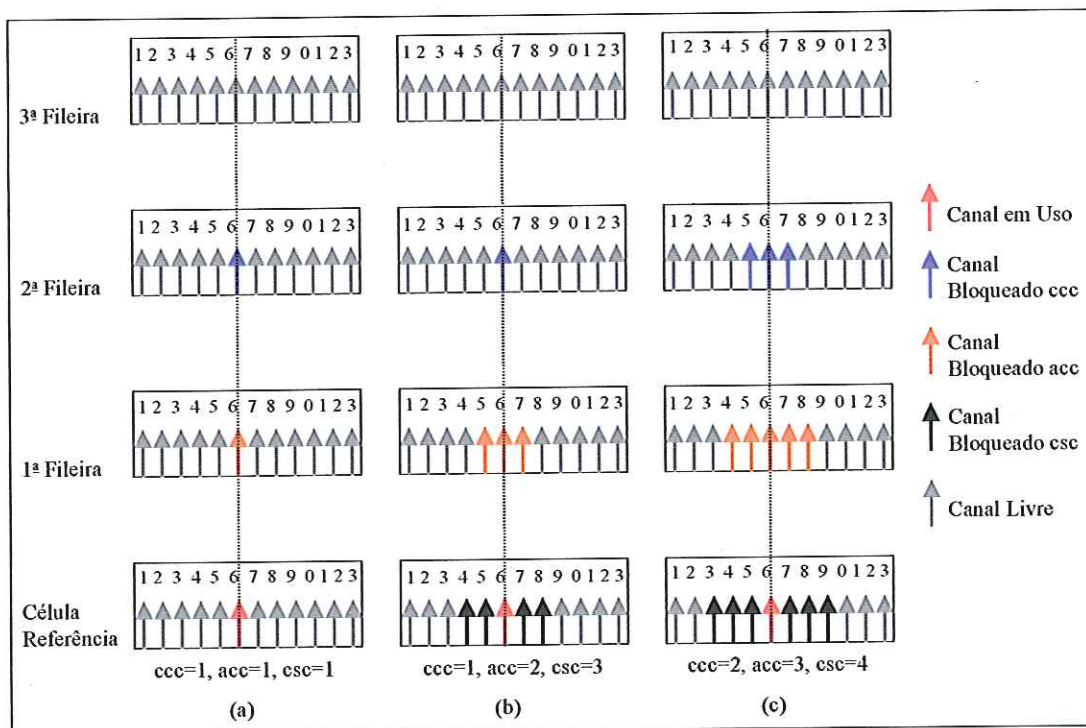 1 2 3 4 5 6 7 8 9 0 1 2 3
1 2 3 4 5 6 7 8 9 0 1 2 3
1 2 3 4 5 6 7 8 9 0 1 2 3
3ª Fileira
1 2 3 4 5 6 7 8 9 0 1 2 3
1 2 3 4 5 6 7 8 9 0 1 2 3
1 2 3 4 5 6 7 8 9 0 1 2 3
2ª Fileira
1 2 3 4 5 6 7 8 9 0 1 2 3
1 2 3 4 5 6 7 8 9 0 1 2 3
1 2 3 4 5 6 7 8 9 0 1 2 3
1ª Fileira
1 2 3 4 5 6 7 8 9 0 1 2 3
1 2 3 4 5 6 7 8 9 0 1 2 3
1 2 3 4 5 6 7 8 9 0 1 2 3
Célula
Referência
ccc=1, acc=1, csc=1
ccc=1, acc=2, csc=3
ccc=2, acc=3, csc=4
(a)
(b)
(c)
Canal em Uso
Canal
Bloqueado ccc
Canal
Bloqueado acc
Canal
Bloqueado csc
Canal Livre